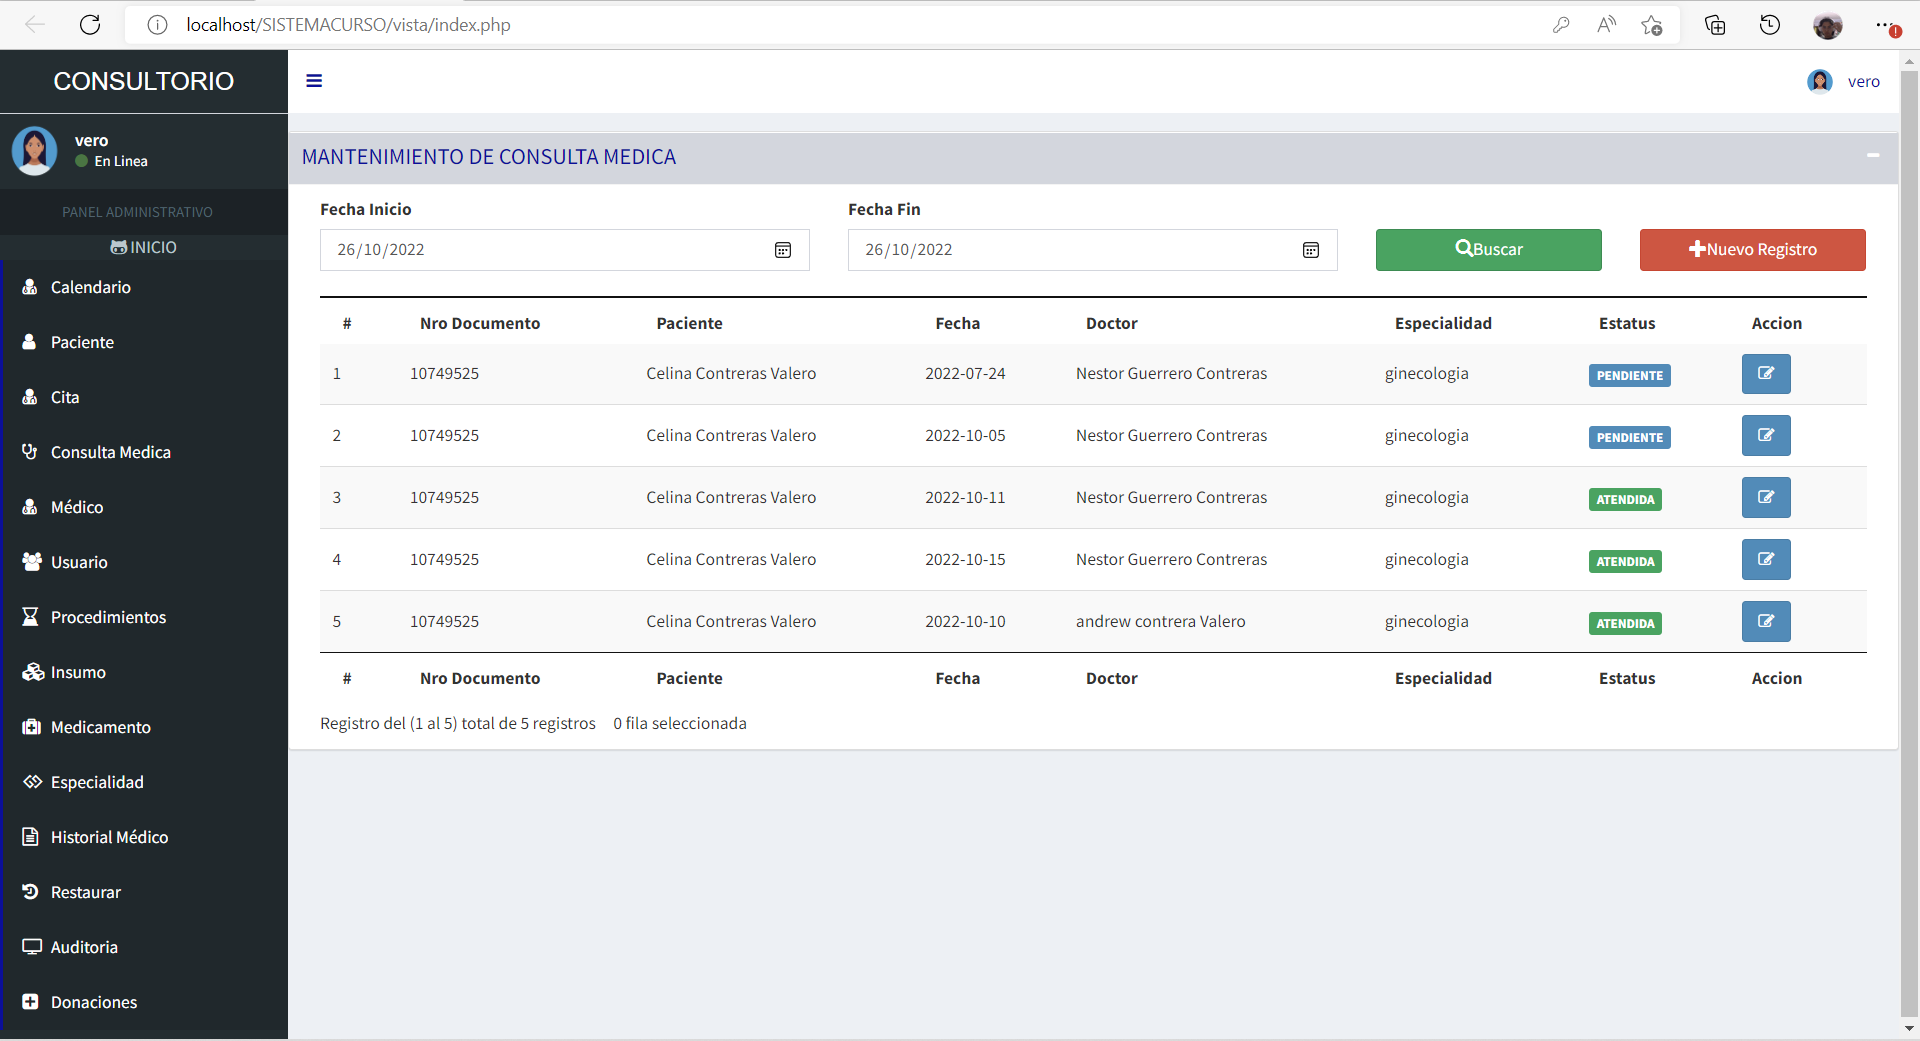 localhost/SISTEMACURSO/vista/index.php
CONSULTORIO
vero
vero
En Linea
PANEL ADMINISTRATIVO
INICIO
Calendario
Paciente
Cita
Consulta Medica
Médico
Usuario
Procedimientos
Insumo
Medicamento
Especialidad
Historial Médico
Restaurar
Auditoria
Donaciones
MANTENIMIENTO DE CONSULTA MEDICA
Fecha Inicio Fecha Fin
26/10/2022 26/10/2022 Buscar Nuevo Registro
# Nro Documento Paciente Fecha Doctor Especialidad Estatus Accion
1 10749525 Celina Contreras Valero 2022-07-24 Nestor Guerrero Contreras ginecologia PENDIENTE
2 10749525 Celina Contreras Valero 2022-10-05 Nestor Guerrero Contreras ginecologia PENDIENTE
3 10749525 Celina Contreras Valero 2022-10-11 Nestor Guerrero Contreras ginecologia ATENDIDA
4 10749525 Celina Contreras Valero 2022-10-15 Nestor Guerrero Contreras ginecologia ATENDIDA
5 10749525 Celina Contreras Valero 2022-10-10 andrew contrera Valero ginecologia ATENDIDA
# Nro Documento Paciente Fecha Doctor Especialidad Estatus Accion
Registro del (1 al 5) total de 5 registros 0 fila seleccionada